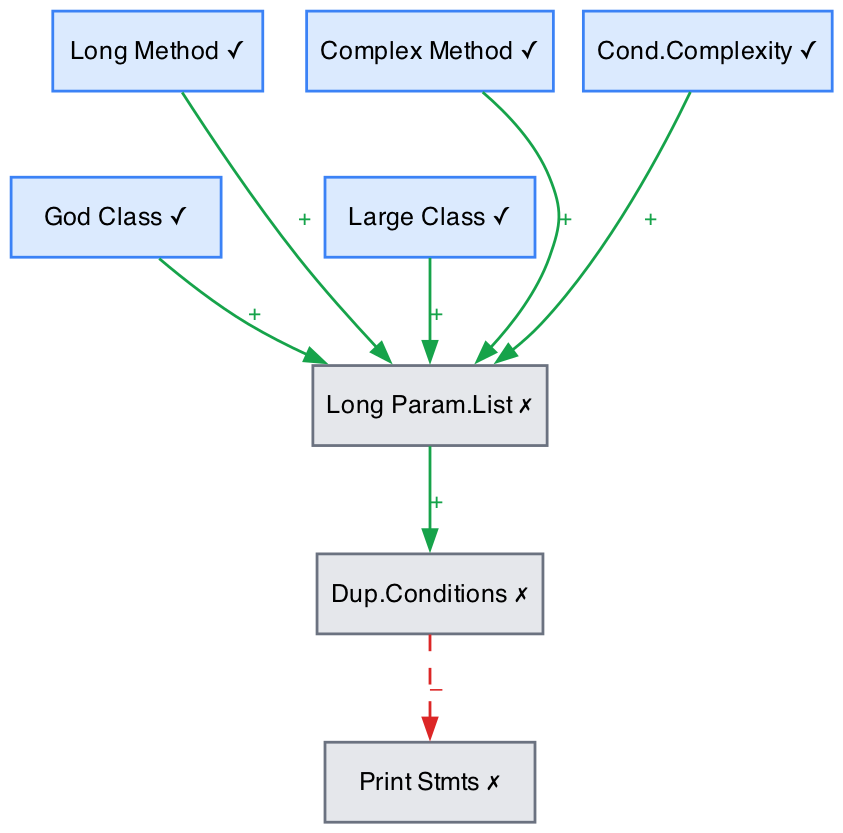 Long Method ✓
Complex Method ✓
Cond.Complexity ✓
God Class ✓
+
Large Class ✓
+
+
+
+
Long Param.List ✗
+
Dup.Conditions ✗
–
Print Stmts ✗